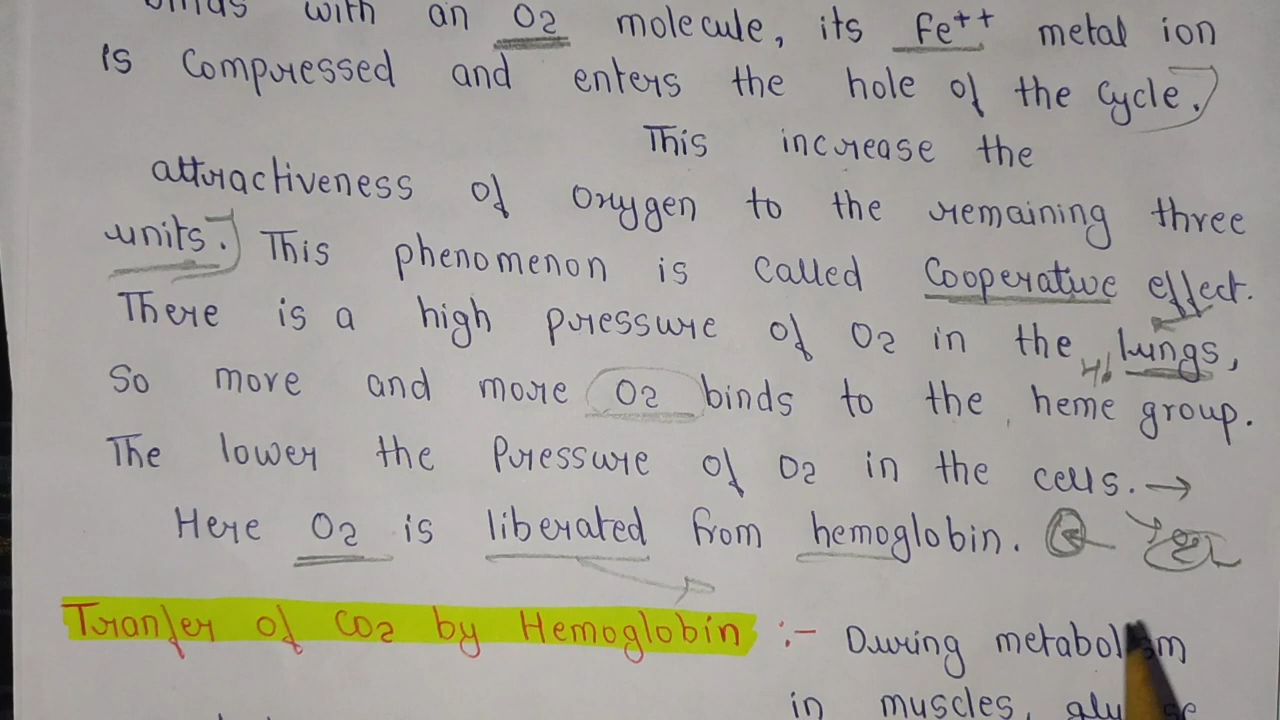 with an O2 molecule, its Fe++ metal ion
is Compressed and enters the hole of the Cycle.
This increase the
attractiveness of Oxygen to the remaining three
units. This phenomenon is called Cooperative effect.
There is a high pressure of O2 in the lungs,
Hb
So more and more O2 binds to the heme group.
The lower the Pressure of O2 in the cells. →
Here O2 is liberated from hemoglobin.
Tranfer of CO2 by Hemoglobin :- During metabolism
in muscles,